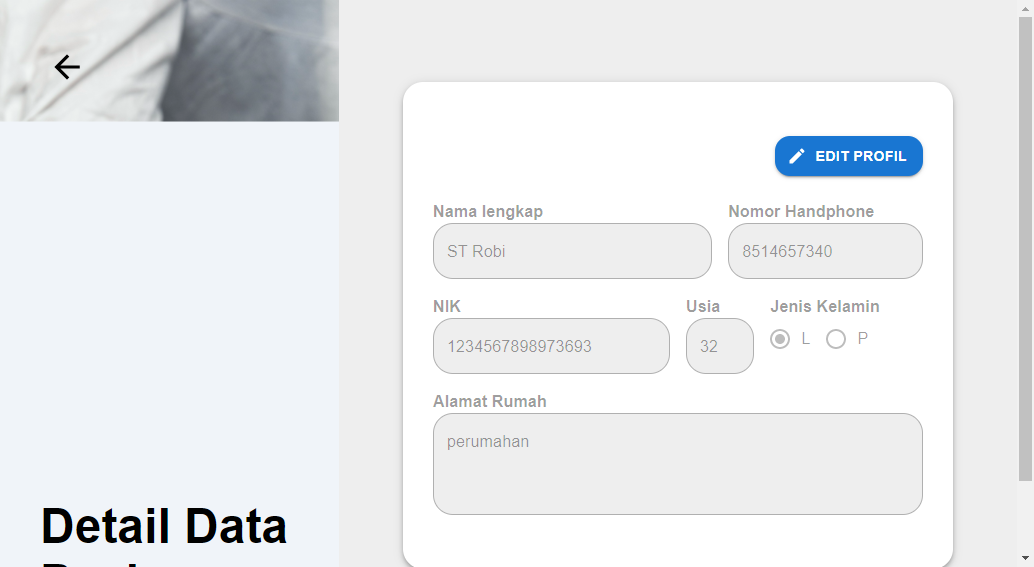 EDIT PROFIL
Nama lengkap
Nomor Handphone
ST Robi
8514657340
NIK
Usia
Jenis Kelamin
1234567898973693
32
L
P
Alamat Rumah
perumahan
Detail Data